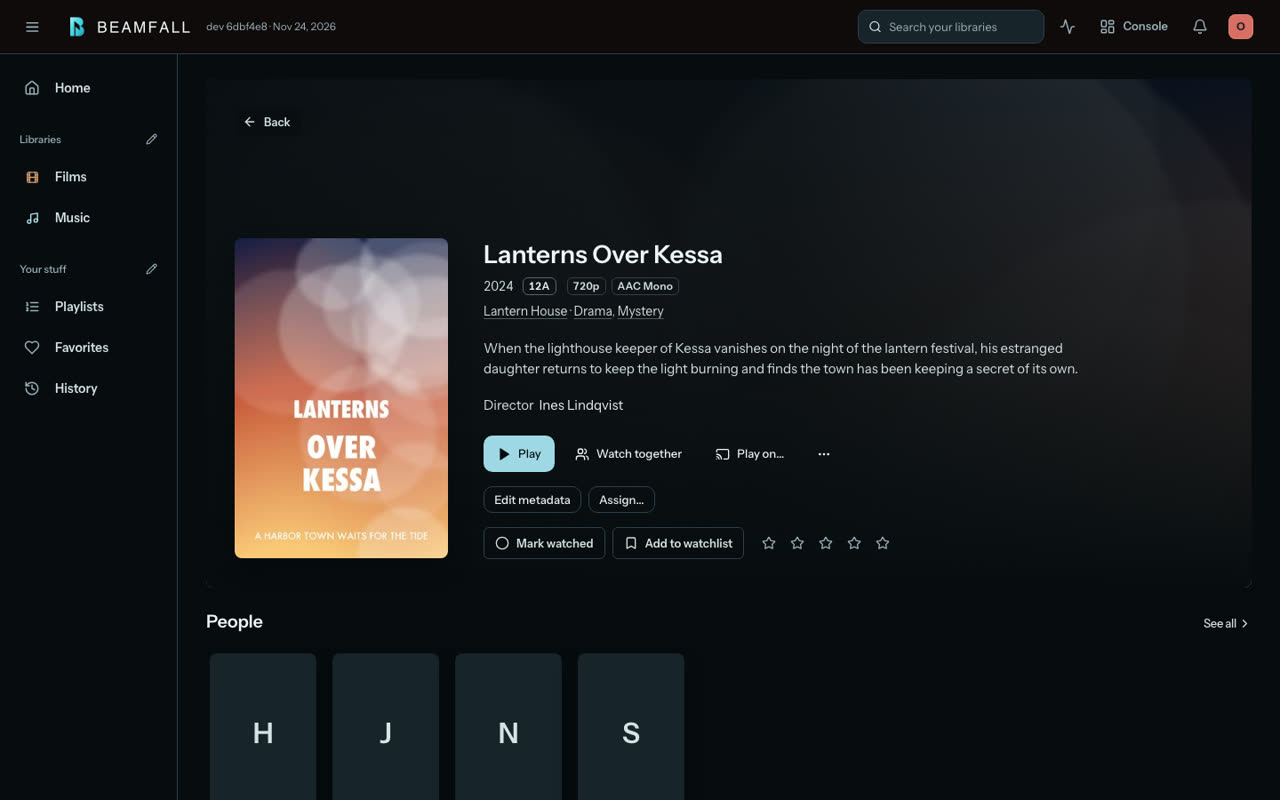 BEAMFALL
dev 6dbf4e8 · Nov 24, 2026
Search your libraries
Console
O
Home
Libraries
Films
Music
Your stuff
Playlists
Favorites
History
Back
LANTERNS
OVER
KESSA
A HARBOR TOWN WAITS FOR THE TIDE
Lanterns Over Kessa
2024 12A 720p AAC Mono
Lantern House · Drama, Mystery
When the lighthouse keeper of Kessa vanishes on the night of the lantern festival, his estranged
daughter returns to keep the light burning and finds the town has been keeping a secret of its own.
Director Ines Lindqvist
Play Watch together Play on...
Edit metadata Assign...
Mark watched Add to watchlist
People
See all
H J N S